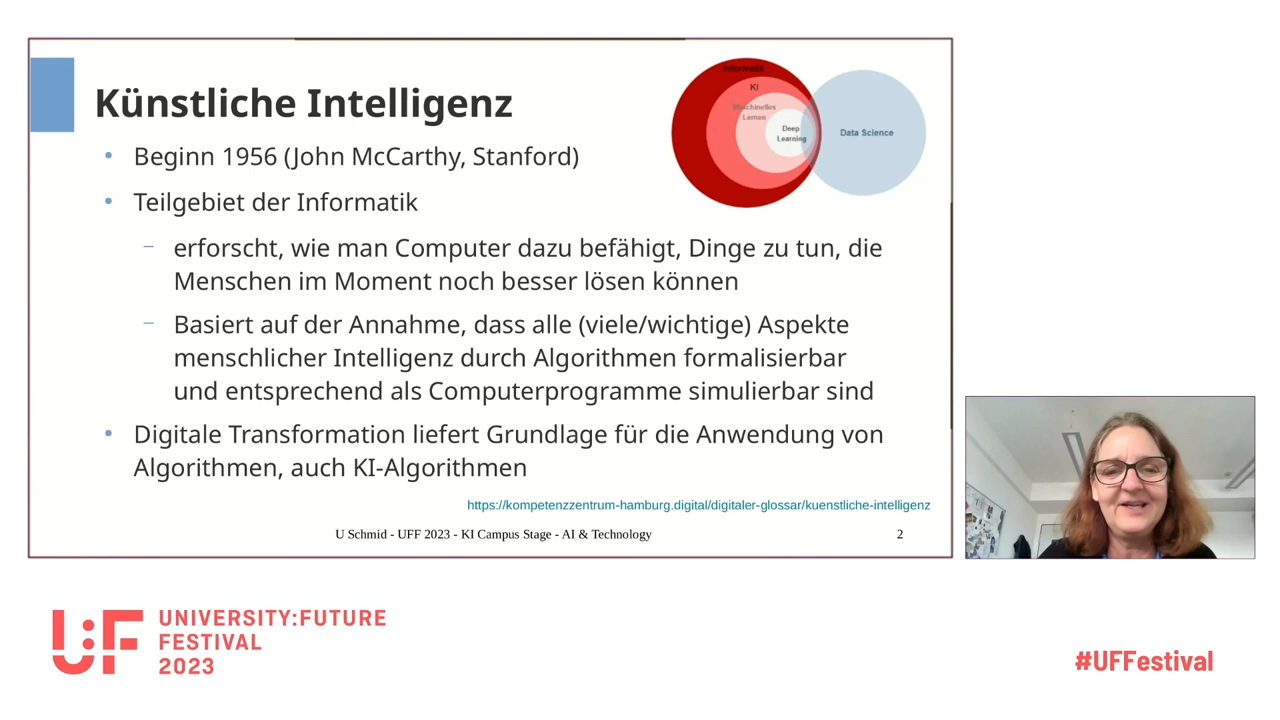 Künstliche Intelligenz
Informatik
KI
Maschinelles
Lernen
Deep
Learning
Data Science
• Beginn 1956 (John McCarthy, Stanford)
• Teilgebiet der Informatik
– erforscht, wie man Computer dazu befähigt, Dinge zu tun, die
Menschen im Moment noch besser lösen können
– Basiert auf der Annahme, dass alle (viele/wichtige) Aspekte
menschlicher Intelligenz durch Algorithmen formalisierbar
und entsprechend als Computerprogramme simulierbar sind
• Digitale Transformation liefert Grundlage für die Anwendung von
Algorithmen, auch KI-Algorithmen
https://kompetenzzentrum-hamburg.digital/digitaler-glossar/kuenstliche-intelligenz
U Schmid - UFF 2023 - KI Campus Stage - AI & Technology
2
U:F
UNIVERSITY:FUTURE
FESTIVAL
2023
#UFFestival